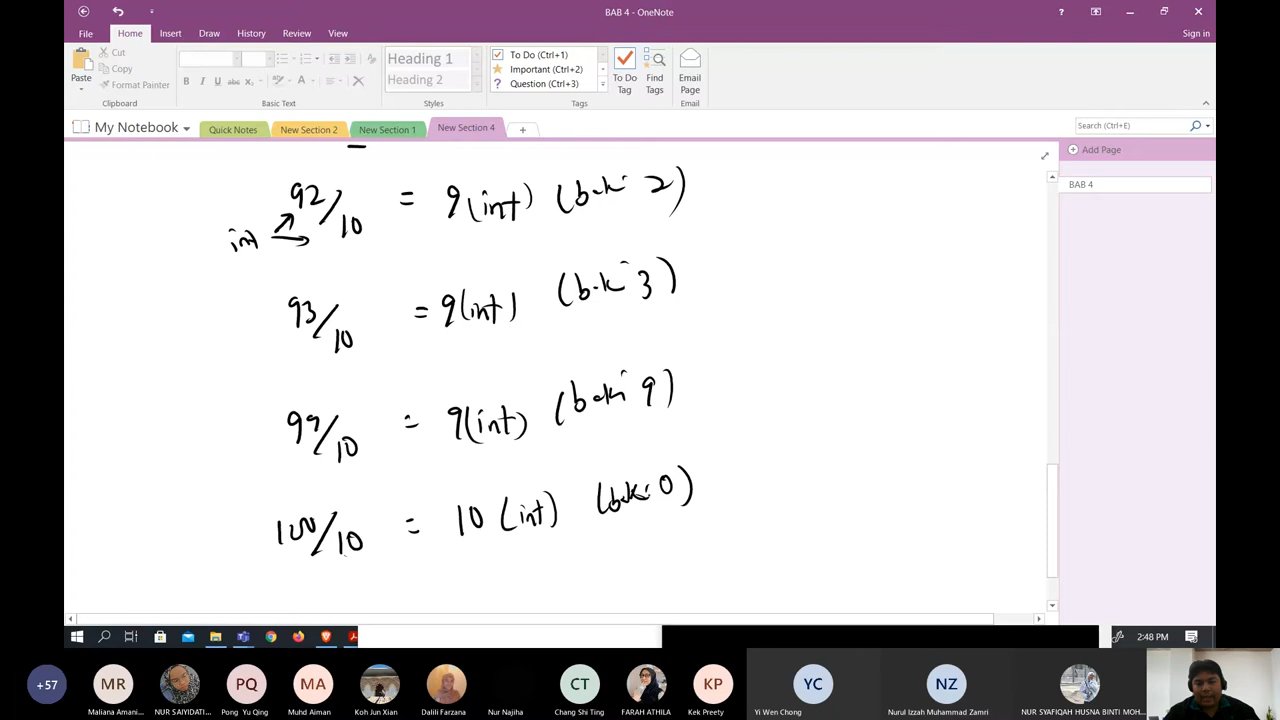 BAB 4 - OneNote
? 
Sign in
File Home Insert Draw History Review View
Paste
Cut
Copy
Format Painter
Clipboard
B I U abc
Basic Text
Heading 1
Heading 2
Styles
To Do (Ctrl+1)
Important (Ctrl+2)
? Question (Ctrl+3)
Tags
To Do Tag
Find Tags
Email Page
Email
My Notebook
Quick Notes New Section 2 New Section 1 New Section 4 +
Search (Ctrl+E)
Add Page
BAB 4
92/10 = 9 (int) (baki 2)
int
93/10 = 9 (int) (baki 3)
99/10 = 9 (int) (baki 9)
100/10 = 10 (int) (baki 0)
2:48 PM
+57 MR PQ MA CT KP YC NZ
Maliana Amani... NUR SAIYIDATI... Pong Yu Qing Muhd Aiman Koh Jun Xian Dalili Farzana Nur Najiha Chang Shi Ting FARAH ATHILA Kek Preety Yi Wen Chong Nurul Izzah Muhammad Zamri NUR SYAFIQAH HUSNA BINTI MOH...